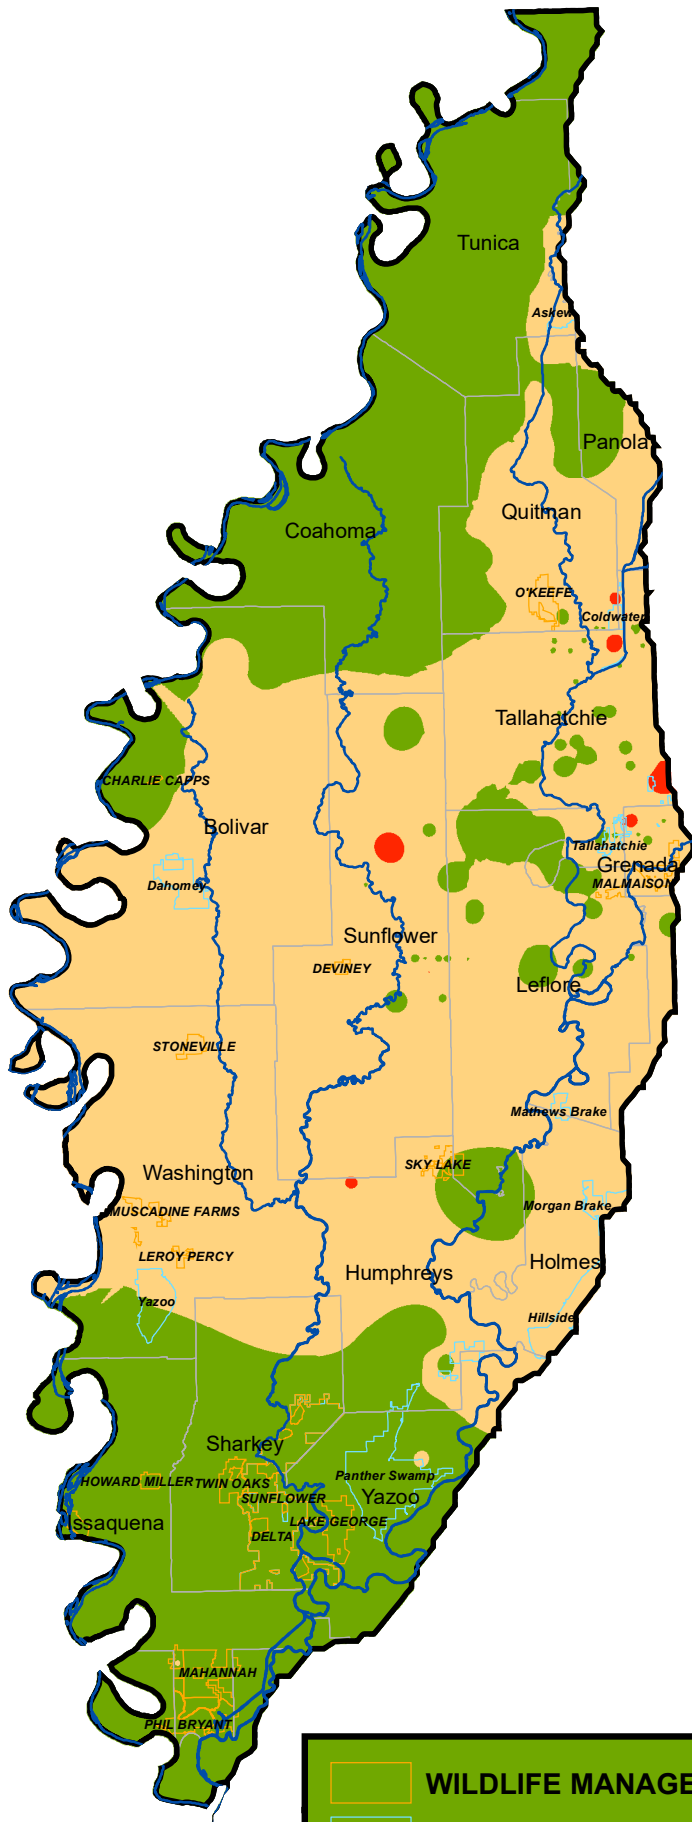 Tunica
Askew
Panola
Quitman
Coahoma
O'KEEFE
Coldwater
Tallahatchie
CHARLIE CAPPS
Bolivar
Tallahatchie
Grenada
Dahomey
MALMAISON
Sunflower
DEVINEY
Leflore
STONEVILLE
Mathews Brake
SKY LAKE
Washington
Morgan Brake
MUSCADINE FARMS
LEROY PERCY
Holmes
Humphreys
Yazoo
Hillside
Sharkey
Panther Swamp
HOWARD MILLER
TWIN OAKS
Yazoo
SUNFLOWER
Issaquena
LAKE GEORGE
DELTA
MAHANNAH
PHIL BRYANT
WILDLIFE MANAGE